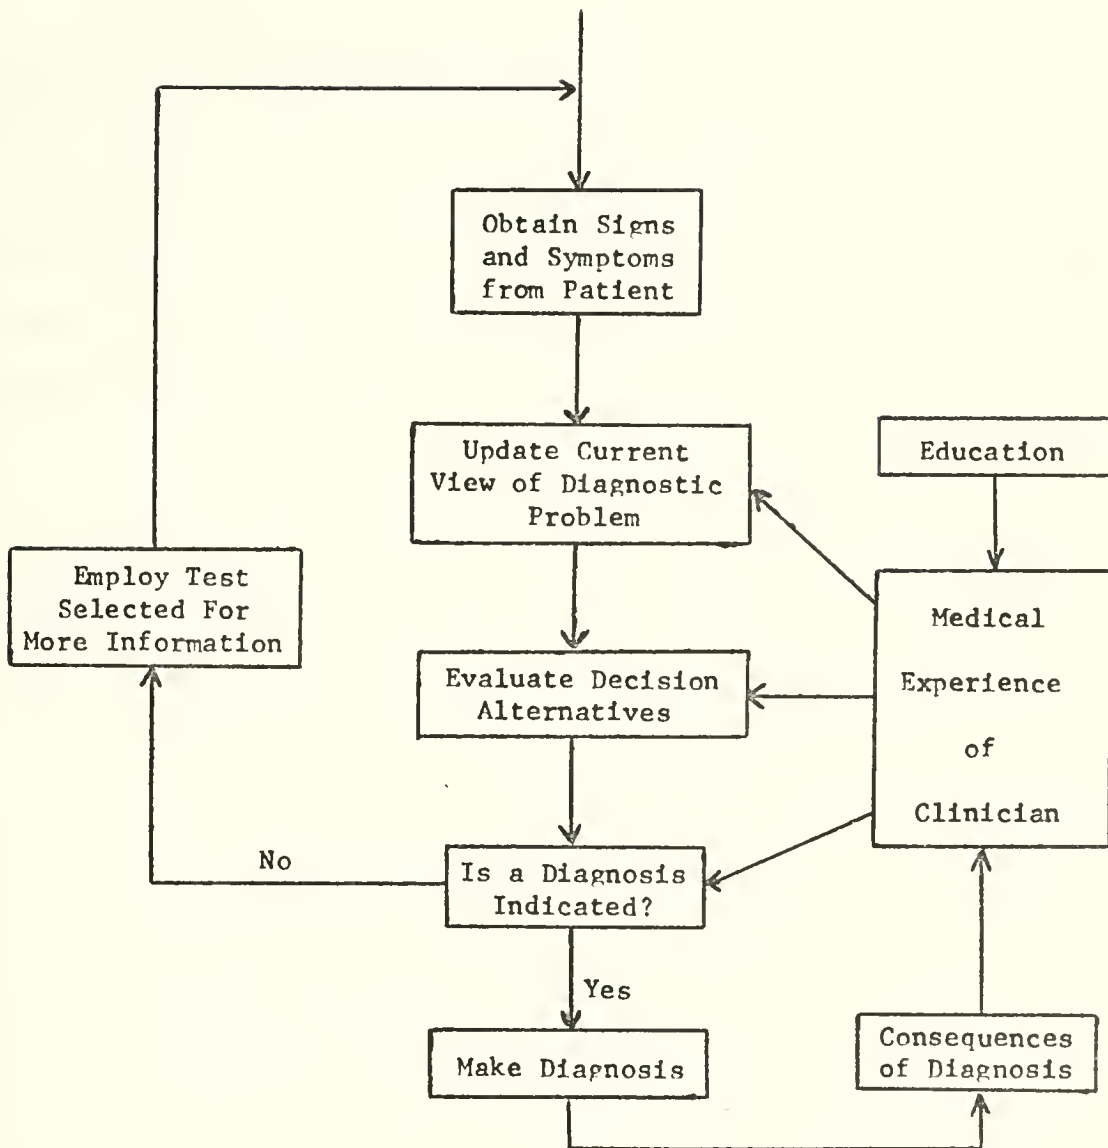 Obtain Signs
and Symptoms
from Patient
Update Current
View of Diagnostic
Problem
Education
Employ Test
Selected For
More Information
Medical
Experience
of
Clinician
Evaluate Decision
Alternatives
No
Is a Diagnosis
Indicated?
Yes
Make Diagnosis
Consequences
of Diagnosis